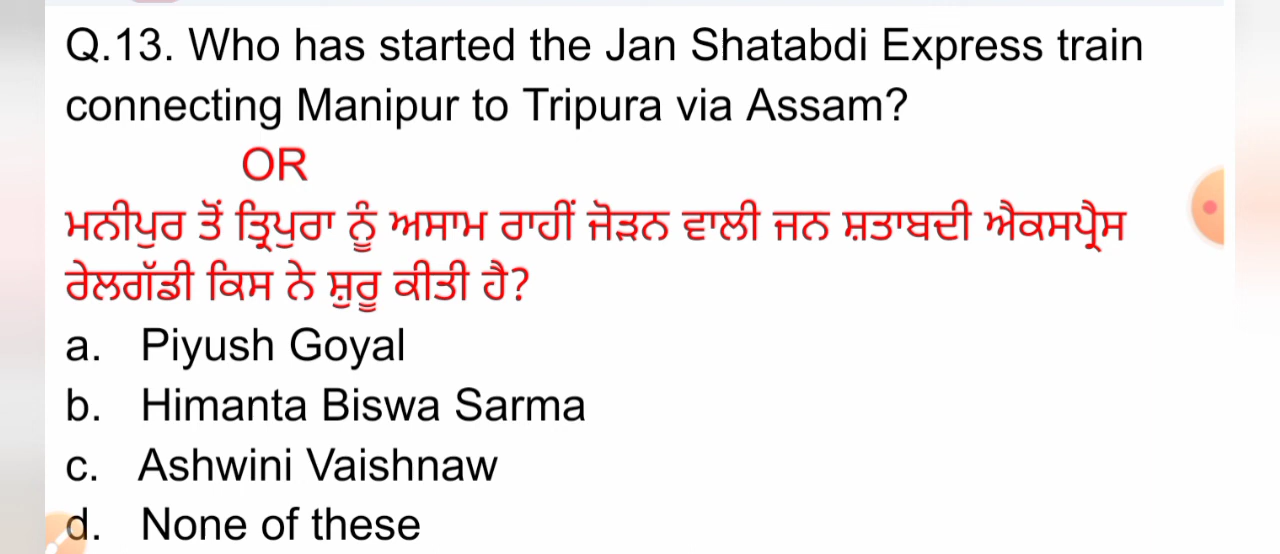 Q.13. Who has started the Jan Shatabdi Express train
connecting Manipur to Tripura via Assam?
OR
ਮਨੀਪੁਰ ਤੋਂ ਤ੍ਰਿਪੁਰਾ ਨੂੰ ਅਸਾਮ ਰਾਹੀਂ ਜੋੜਨ ਵਾਲੀ ਜਨ ਸ਼ਤਾਬਦੀ ਐਕਸਪ੍ਰੈਸ
ਰੇਲਗੱਡੀ ਕਿਸ ਨੇ ਸ਼ੁਰੂ ਕੀਤੀ ਹੈ?
a. Piyush Goyal
b. Himanta Biswa Sarma
c. Ashwini Vaishnaw
d. None of these